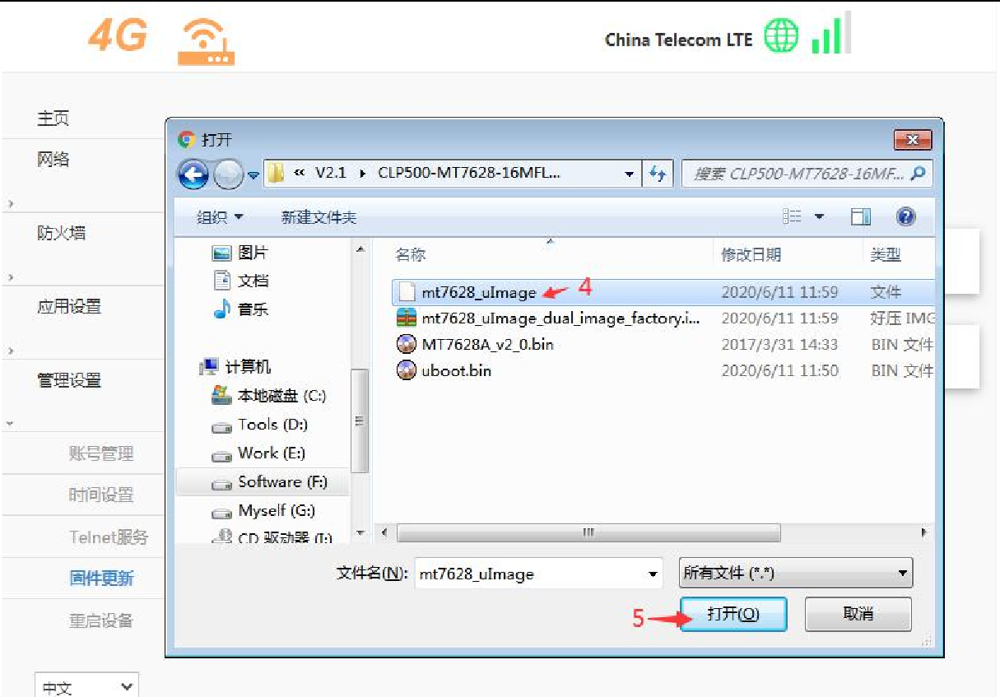 4G
China Telecom LTE
主页
网络
防火墙
应用设置
管理设置
账号管理
时间设置
Telnet服务
固件更新
重启设备
中文
打开
« V2.1 CLP500-MT7628-16MFL...
搜索 CLP500-MT7628-16MF...
组织 新建文件夹
图片
文档
音乐
计算机
本地磁盘 (C:)
Tools (D:)
Work (E:)
Software (F:)
Myself (G:)
CD 驱动器 (I:)
名称 修改日期 类型
mt7628_uImage 4 2020/6/11 11:59 文件
mt7628_uImage_dual_image_factory.i... 2020/6/11 11:59 好压 IMG
MT7628A_v2_0.bin 2017/3/31 14:33 BIN 文件
uboot.bin 2020/6/11 11:50 BIN 文件
文件名(N): mt7628_uImage 所有文件 (*.*)
5 打开(O) 取消